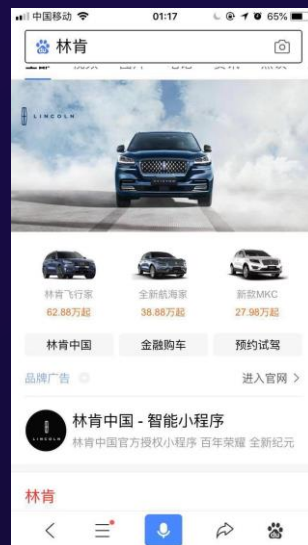 中国移动 01:17 65%
林肯
LINCOLN
林肯飞行家 全新航海家 新款MKC
62.88万起 38.88万起 27.98万起
林肯中国 金融购车 预约试驾
品牌广告 进入官网 >
林肯中国 - 智能小程序
LINCOLN
林肯中国官方授权小程序 百年荣耀 全新纪元
林肯